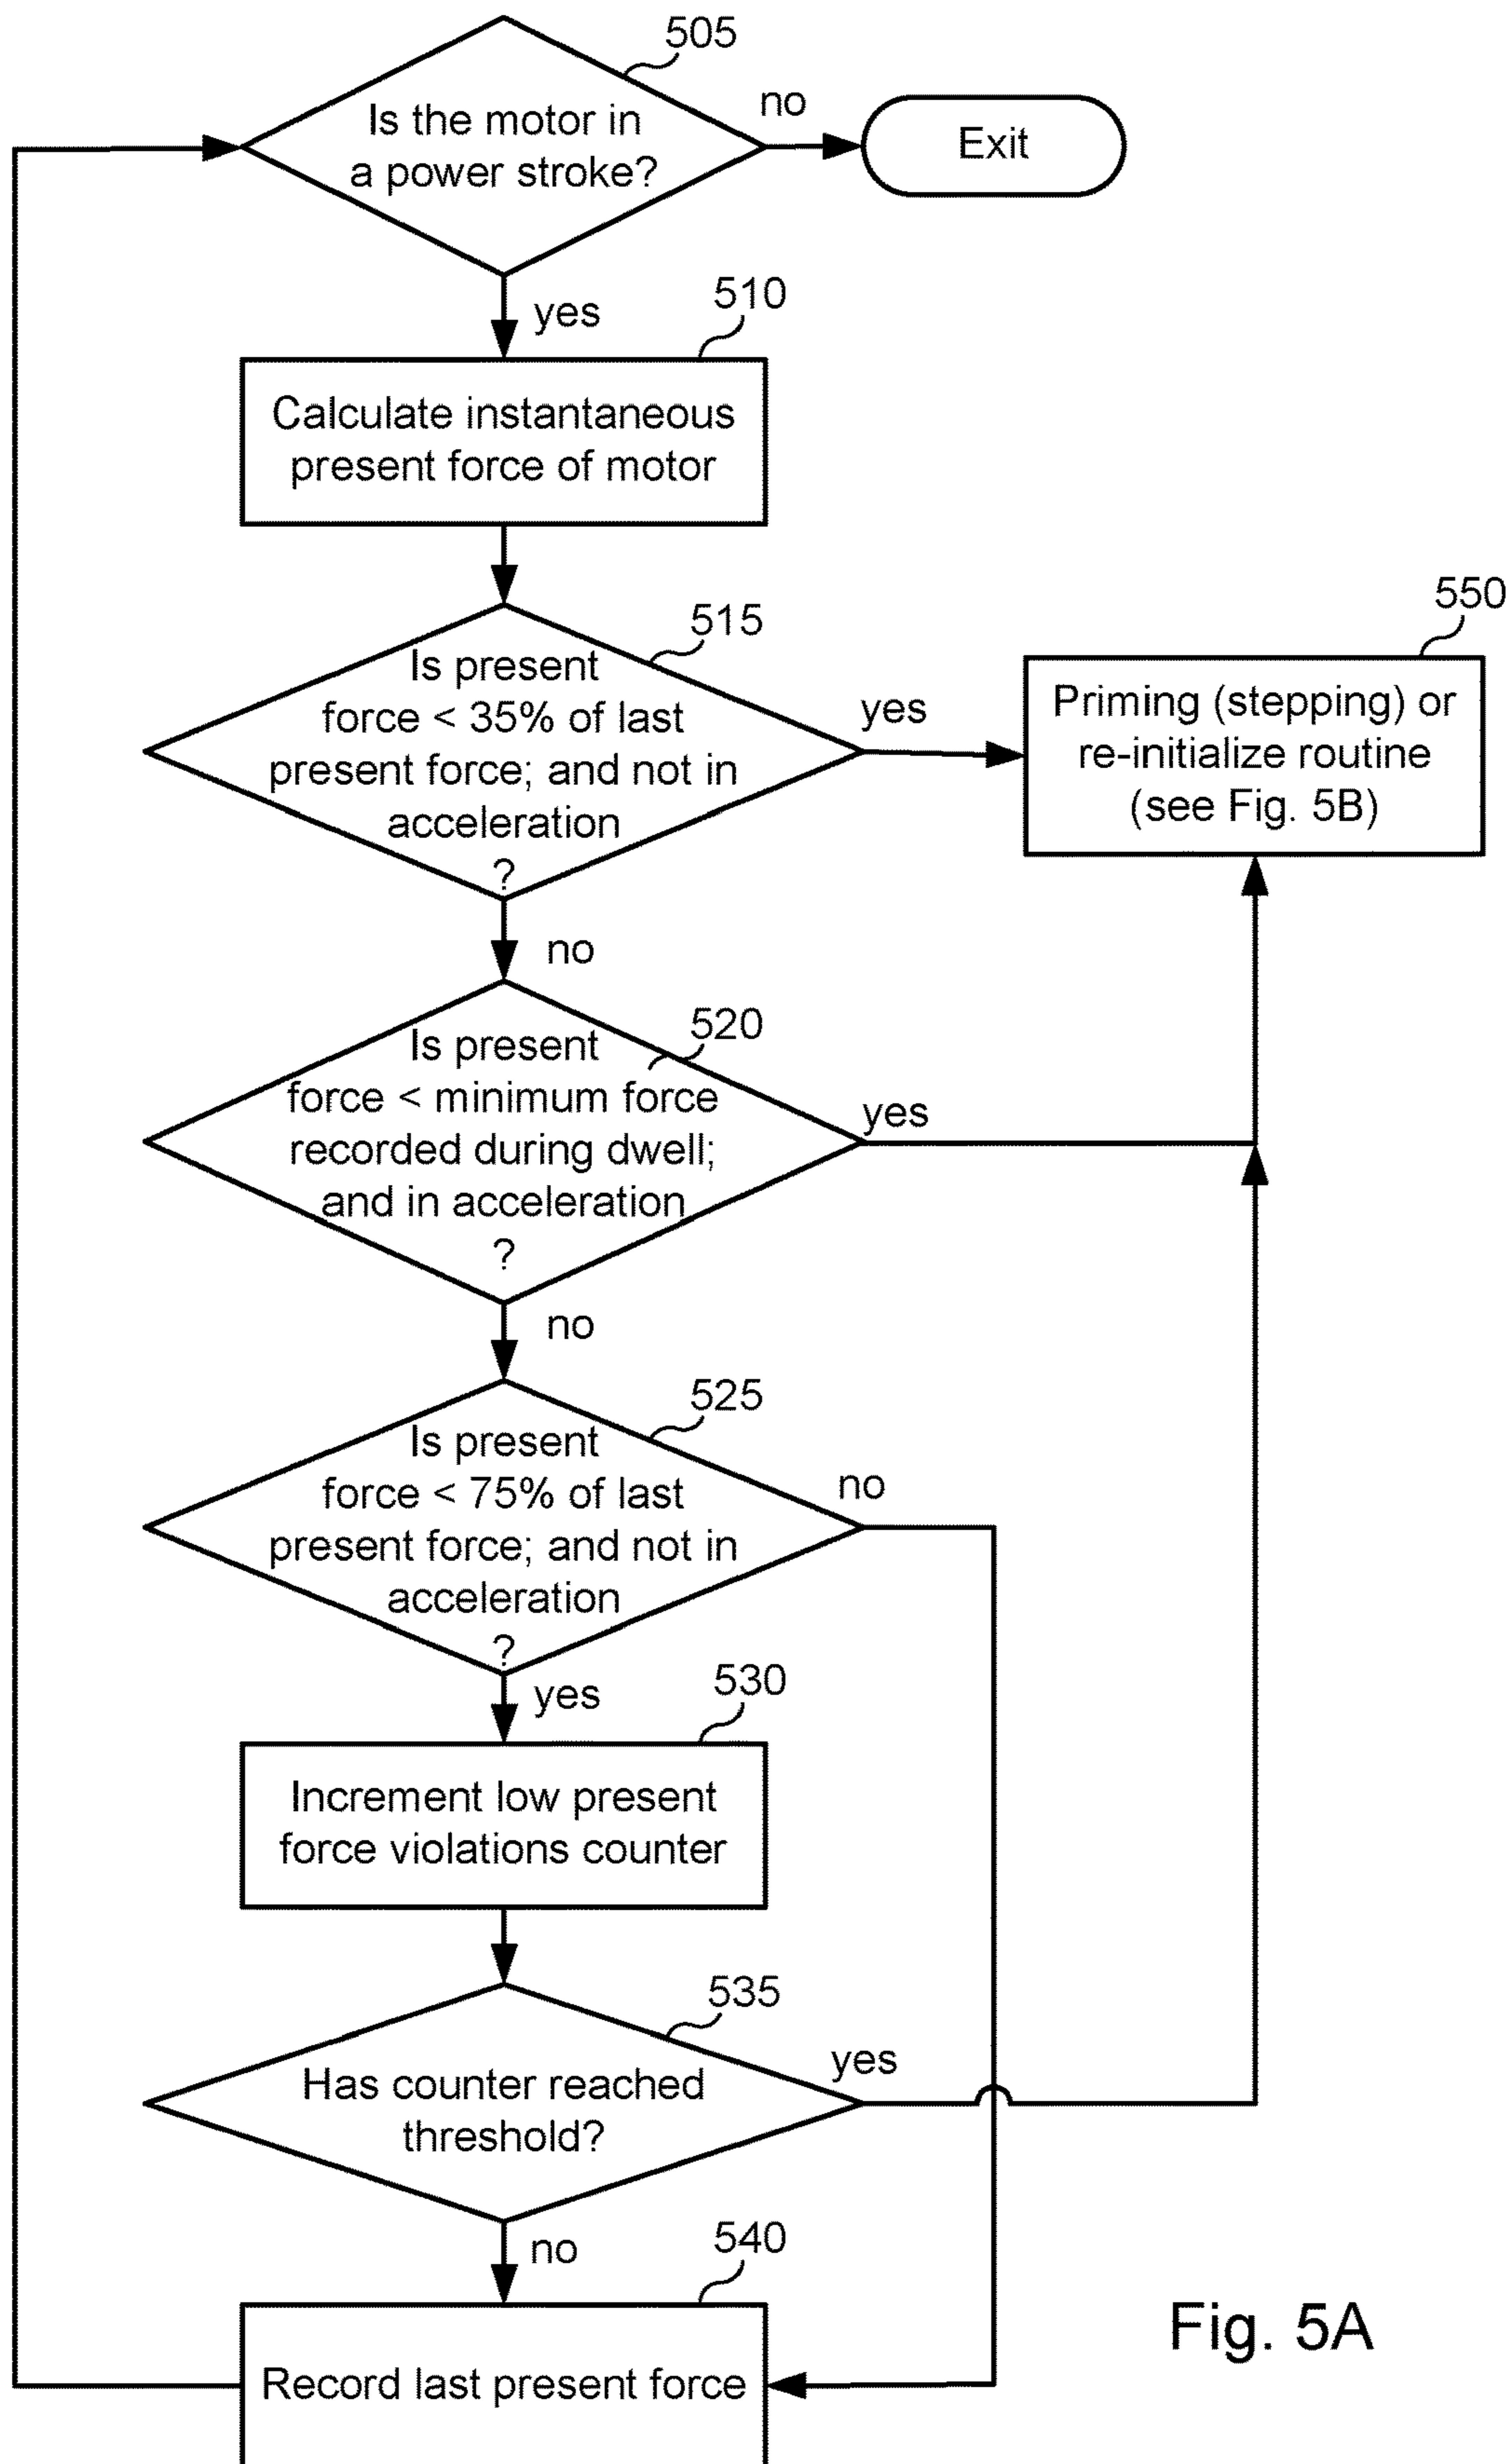 505
Is the motor in
a power stroke?
no
Exit
yes
510
Calculate instantaneous
present force of motor
515
Is present
force < 35% of last
present force; and not in
acceleration
?
yes
550
Priming (stepping) or
re-initialize routine
(see Fig. 5B)
no
520
Is present
force < minimum force
recorded during dwell;
and in acceleration
?
yes
no
525
Is present
force < 75% of last
present force; and not in
acceleration
?
no
yes
530
Increment low present
force violations counter
535
Has counter reached
threshold?
yes
no
540
Record last present force
Fig. 5A